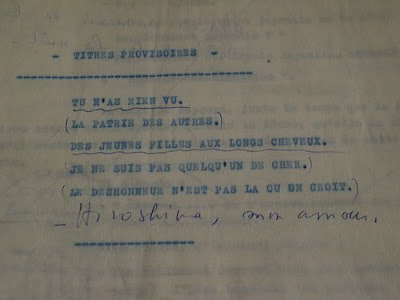 - TITRES PROVISOIRES -
TU N'AS RIEN VU.
(LA PATRIE DES AUTRES.)
DES JEUNES FILLES AUX LONGS CHEVEUX.
JE NE SUIS PAS QUELQU'UN DE CHER.)
(LE DESHONNEUR N'EST PAS LA OU ON CROIT.)
_ Hiroshima, mon amour.